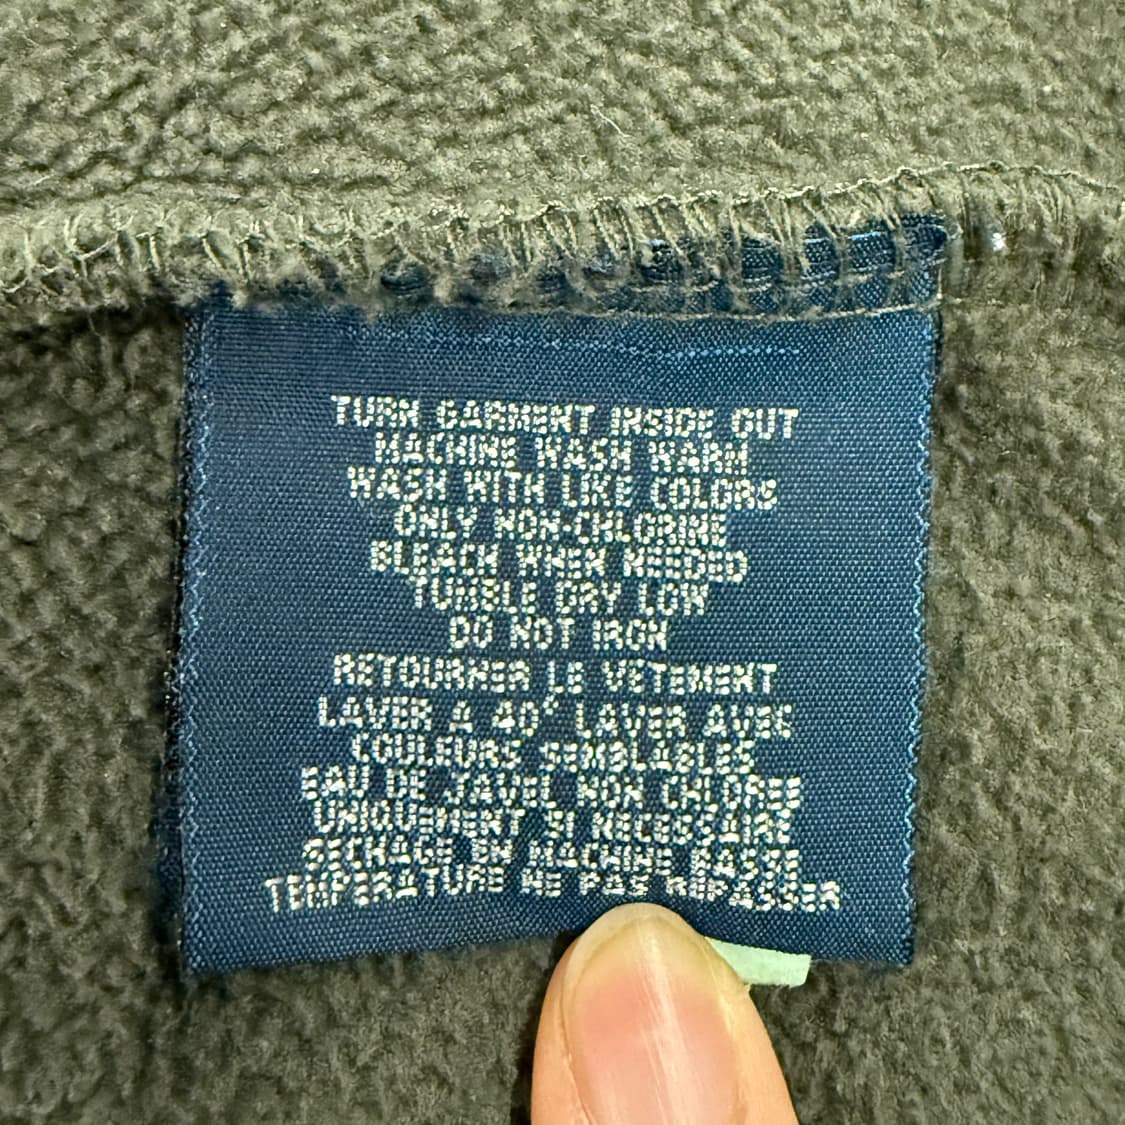 TURN GARMENT INSIDE OUT
MACHINE WASH WARM
WASH WITH LIKE COLORS
ONLY NON-CHLORINE
BLEACH WHEN NEEDED
TUMBLE DRY LOW
DO NOT IRON
RETOURNER LE VETEMENT
LAVER A 40° LAVER AVEC
COULEURS SEMBLABLES
EAU DE JAVEL NON CHLOREE
UNIQUEMENT SI NECESSAIRE
SECHAGE EN MACHINE BASSE
TEMPERATURE NE PAS REPASSER